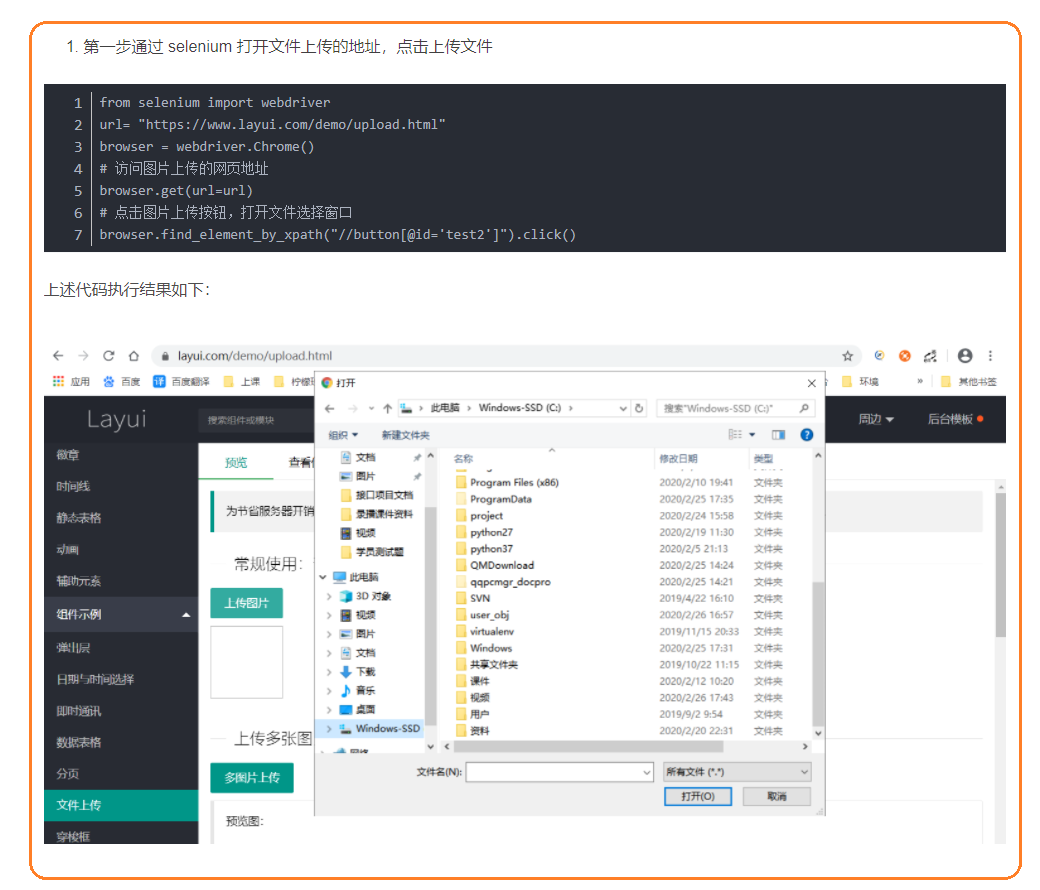 1. 第一步通过 selenium 打开文件上传的地址，点击上传文件
1 from selenium import webdriver
2 url= "https://www.layui.com/demo/upload.html"
3 browser = webdriver.Chrome()
4 # 访问图片上传的网页地址
5 browser.get(url=url)
6 # 点击图片上传按钮，打开文件选择窗口
7 browser.find_element_by_xpath("//button[@id='test2']").click()
上述代码执行结果如下：
layui.com/demo/upload.html
应用 百度 百度翻译 上课 环境 » 其他书签
打开
此电脑 › Windows-SSD (C:) ›
搜索"Windows-SSD (C:)"
Layui
搜索组件或模块
周边
后台模板
组织 新建文件夹
徽章
时间线
静态表格
动画
辅助元素
组件示例
弹出层
日期与时间选择
即时通讯
数据表格
分页
文件上传
穿梭框
预览
为节省服务器开销
常规使用：
上传图片
上传多张图
多图片上传
预览图：
文档
图片
接口项目文档
录播课件资料
视频
学员测试题
此电脑
3D 对象
视频
图片
文档
下载
音乐
桌面
Windows-SSD
网络
名称 修改日期 类型
Program Files (x86) 2020/2/10 19:41 文件夹
ProgramData 2020/2/25 17:35 文件夹
project 2020/2/24 15:58 文件夹
python27 2020/2/19 11:30 文件夹
python37 2020/2/5 21:13 文件夹
QMDownload 2020/2/25 14:24 文件夹
qqpcmgr_docpro 2020/2/25 14:21 文件夹
SVN 2019/4/22 16:10 文件夹
user_obj 2020/2/26 16:57 文件夹
virtualenv 2019/11/15 20:33 文件夹
Windows 2020/2/25 17:31 文件夹
共享文件夹 2019/10/22 11:15 文件夹
课件 2020/2/12 10:20 文件夹
视频 2020/2/26 17:43 文件夹
用户 2019/9/2 9:54 文件夹
资料 2020/2/20 22:31 文件夹
文件名(N):
所有文件 (*.*)
打开(O) 取消